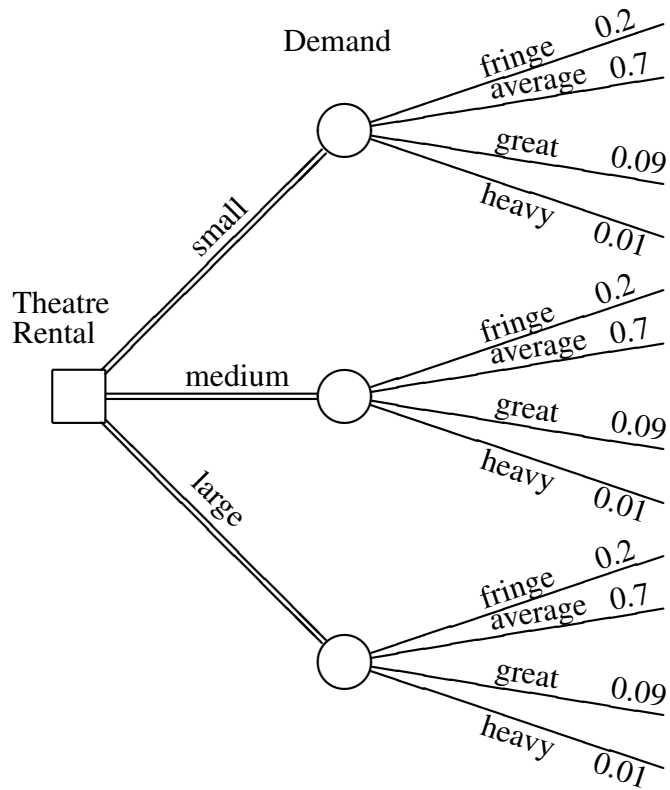 Demand
fringe 0.2
average 0.7
great 0.09
heavy 0.01
small
Theatre
Rental
fringe 0.2
average 0.7
medium
great 0.09
heavy 0.01
large
fringe 0.2
average 0.7
great 0.09
heavy 0.01